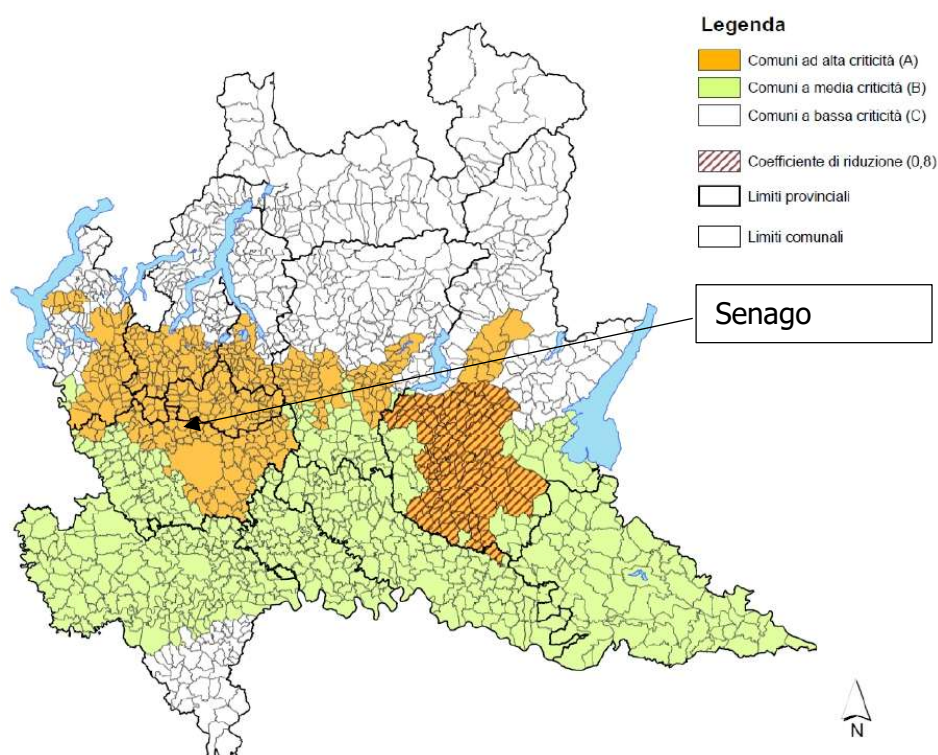 Legenda
Comuni ad alta criticità (A)
Comuni a media criticità (B)
Comuni a bassa criticità (C)
Coefficiente di riduzione (0,8)
Limiti provinciali
Limiti comunali
Senago
N